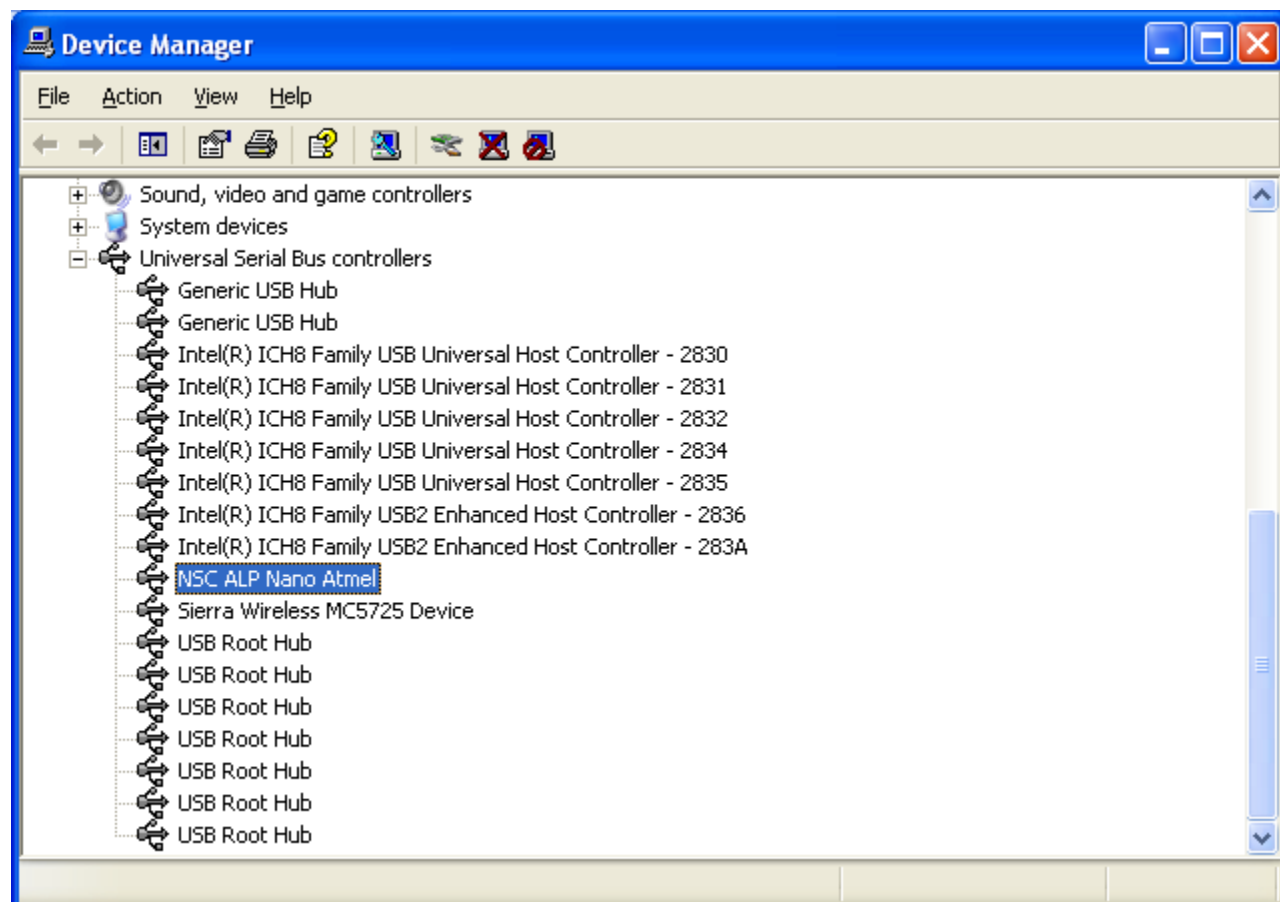 Device Manager
File Action View Help
Sound, video and game controllers
System devices
Universal Serial Bus controllers
Generic USB Hub
Generic USB Hub
Intel(R) ICH8 Family USB Universal Host Controller - 2830
Intel(R) ICH8 Family USB Universal Host Controller - 2831
Intel(R) ICH8 Family USB Universal Host Controller - 2832
Intel(R) ICH8 Family USB Universal Host Controller - 2834
Intel(R) ICH8 Family USB Universal Host Controller - 2835
Intel(R) ICH8 Family USB2 Enhanced Host Controller - 2836
Intel(R) ICH8 Family USB2 Enhanced Host Controller - 283A
NSC ALP Nano Atmel
Sierra Wireless MC5725 Device
USB Root Hub
USB Root Hub
USB Root Hub
USB Root Hub
USB Root Hub
USB Root Hub
USB Root Hub